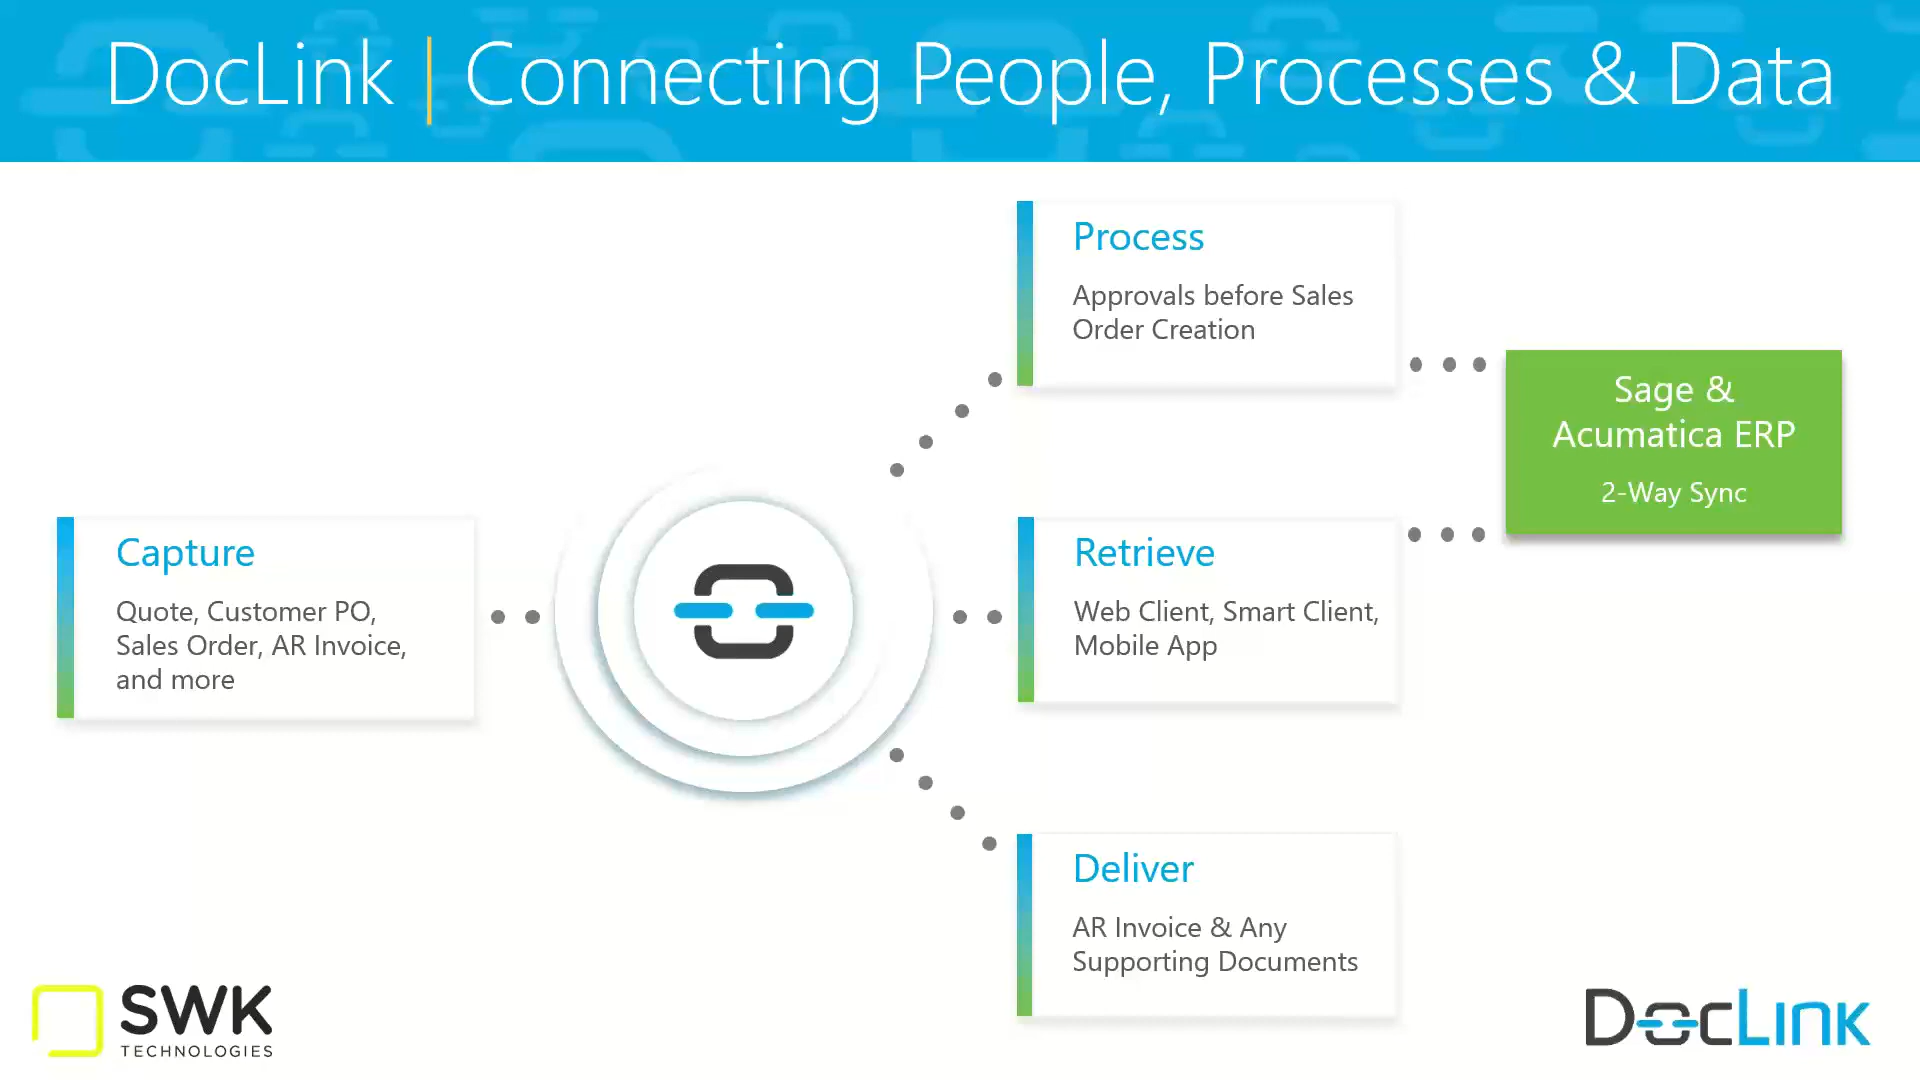 DocLink | Connecting People, Processes & Data
Process
Approvals before Sales
Order Creation
Sage &
Acumatica ERP
2-Way Sync
Capture
Quote, Customer PO,
Sales Order, AR Invoice,
and more
Retrieve
Web Client, Smart Client,
Mobile App
Deliver
AR Invoice & Any
Supporting Documents
SWK
TECHNOLOGIES
DocLink